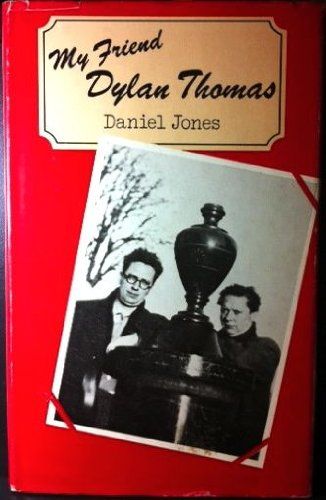 My Friend
Dylan Thomas
Daniel Jones